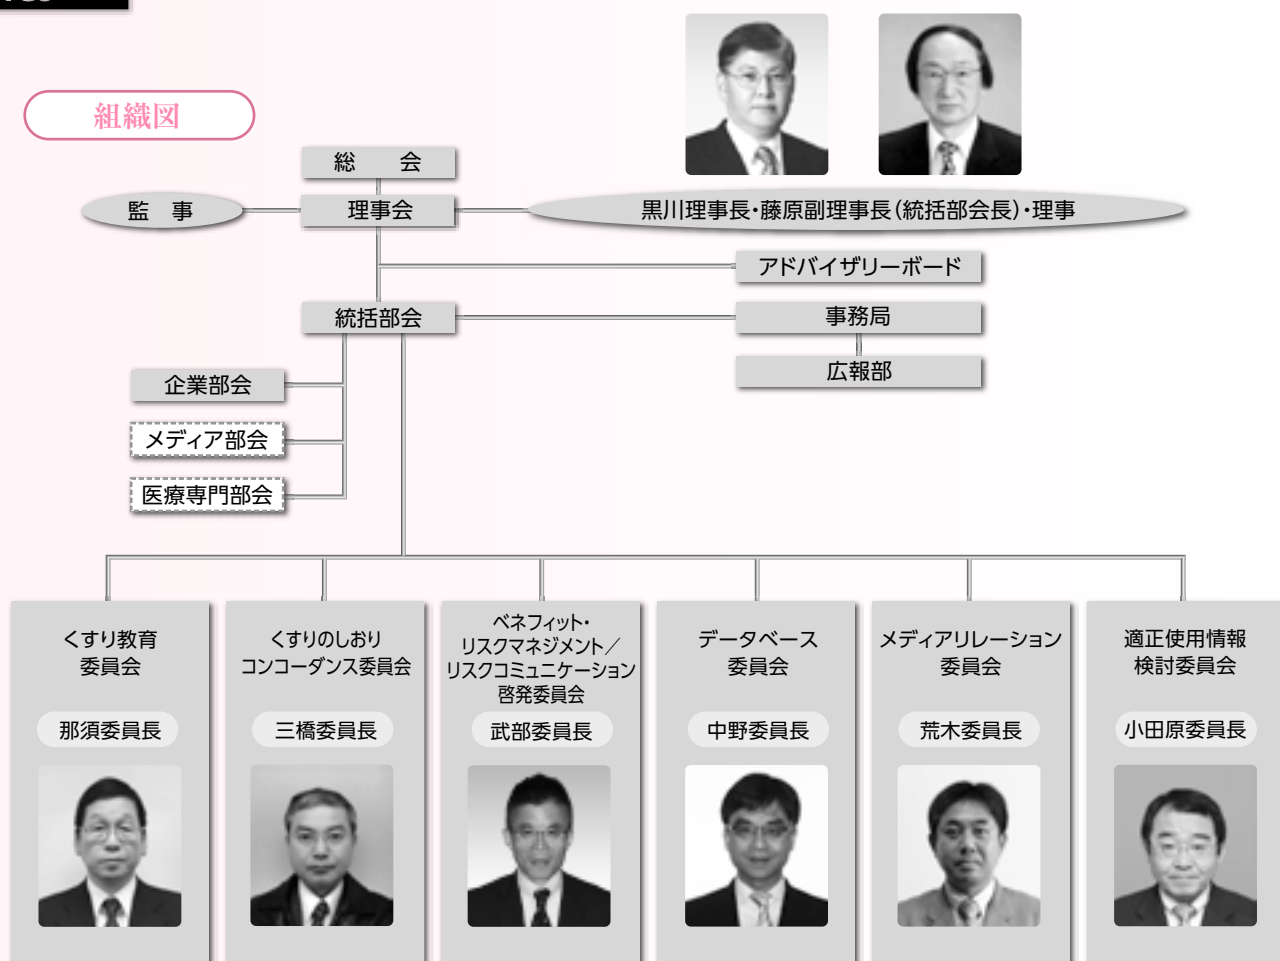 組織図
総　会
監　事
理事会
黒川理事長・藤原副理事長（統括部会長）・理事
アドバイザリーボード
統括部会
事務局
広報部
企業部会
メディア部会
医療専門部会
くすり教育
委員会
那須委員長
くすりのしおり
コンコーダンス委員会
三橋委員長
ベネフィット・
リスクマネジメント／
リスクコミュニケーション
啓発委員会
武部委員長
データベース
委員会
中野委員長
メディアリレーション
委員会
荒木委員長
適正使用情報
検討委員会
小田原委員長